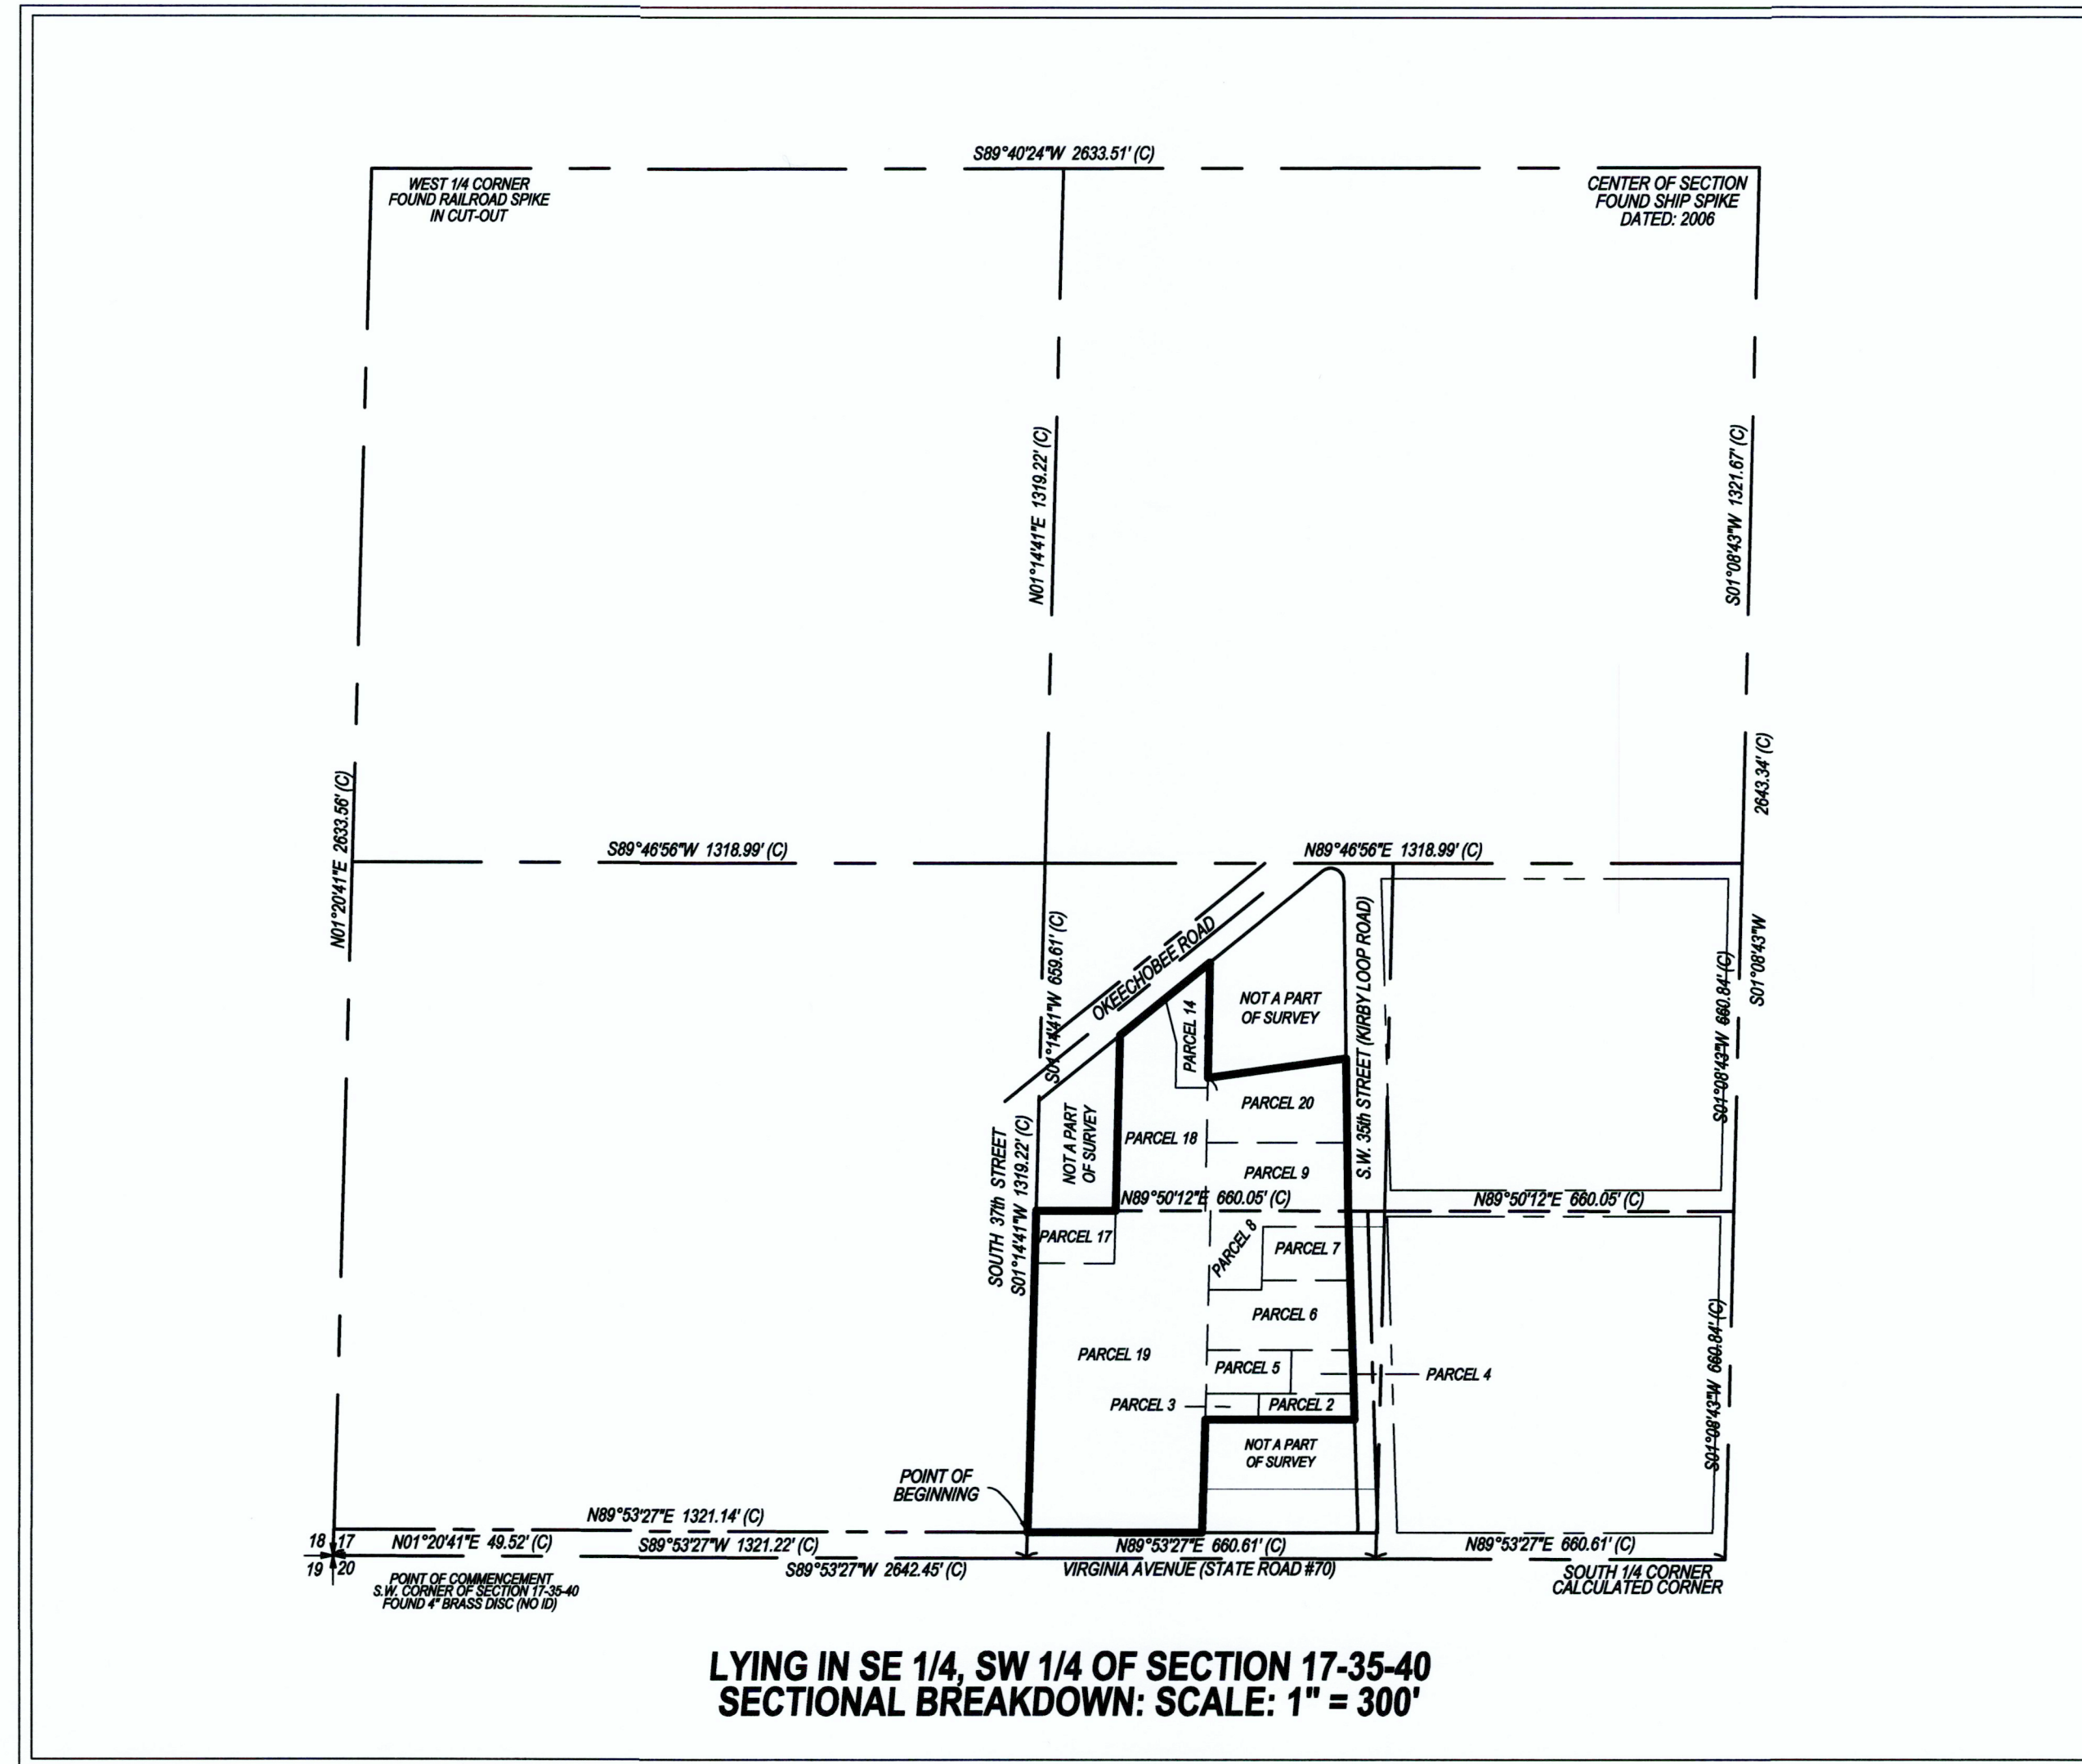 S89°40'24"W 2633.51' (C)
WEST 1/4 CORNER
FOUND RAILROAD SPIKE
IN CUT-OUT
CENTER OF SECTION
FOUND SHIP SPIKE
DATED: 2006
N01°14'41"E 1319.22' (C)
S01°08'43"W 1321.67' (C)
2643.34' (C)
S01°08'43"W
N01°20'41"E 2633.56' (C)
S89°46'56"W 1318.99' (C)
N89°46'56"E 1318.99' (C)
S01°14'41"W 659.61' (C)
OKEECHOBEE ROAD
S.W. 35th STREET (KIRBY LOOP ROAD)
S01°08'43"W 660.84' (C)
NOT A PART
OF SURVEY
PARCEL 14
PARCEL 20
NOT A PART
OF SURVEY
PARCEL 18
PARCEL 9
SOUTH 37th STREET
S01°14'41"W 1319.22' (C)
N89°50'12"E 660.05' (C)
N89°50'12"E 660.05' (C)
PARCEL 17
PARCEL 8
PARCEL 7
PARCEL 6
PARCEL 19
PARCEL 5
PARCEL 4
PARCEL 3
PARCEL 2
S01°08'43"W 660.84' (C)
NOT A PART
OF SURVEY
POINT OF
BEGINNING
N89°53'27"E 1321.14' (C)
18 17
N01°20'41"E 49.52' (C)
S89°53'27"W 1321.22' (C)
N89°53'27"E 660.61' (C)
N89°53'27"E 660.61' (C)
19 20
S89°53'27"W 2642.45' (C)
VIRGINIA AVENUE (STATE ROAD #70)
POINT OF COMMENCEMENT
S.W. CORNER OF SECTION 17-35-40
FOUND 4" BRASS DISC (NO ID)
SOUTH 1/4 CORNER
CALCULATED CORNER
LYING IN SE 1/4, SW 1/4 OF SECTION 17-35-40
SECTIONAL BREAKDOWN: SCALE: 1" = 300'